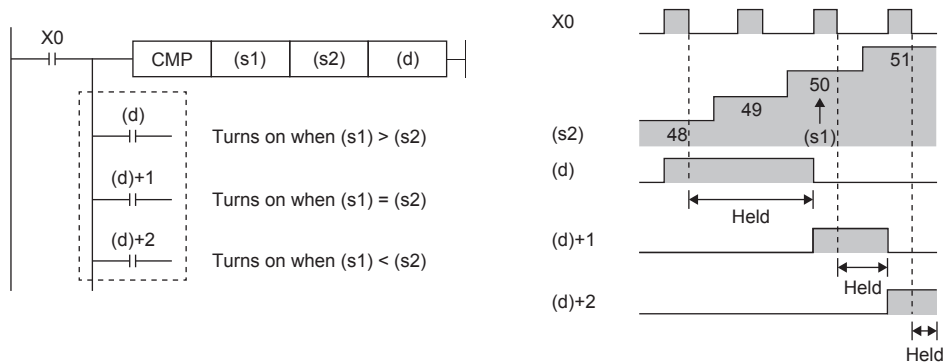 X0
CMP (s1) (s2) (d)
(d)
Turns on when (s1) > (s2)
(d)+1
Turns on when (s1) = (s2)
(d)+2
Turns on when (s1) < (s2)
X0
51
50
49
(s2)
48
(s1)
(d)
Held
(d)+1
Held
(d)+2
Held